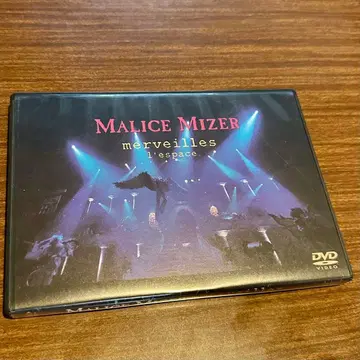 MALICE MIZER
merveilles
l'espace
DVD
VIDEO